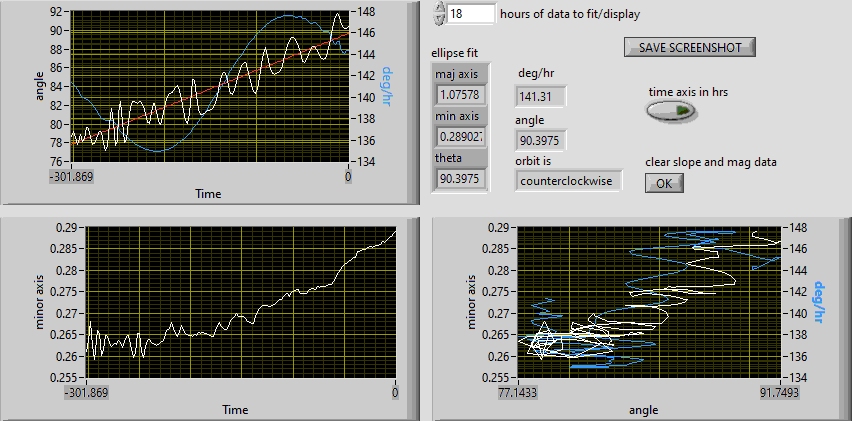 18 hours of data to fit/display
SAVE SCREENSHOT
92 148
90 146
88 144
86 142
84 140
82 138
80 136
78 134
76
angle
deg/hr
-301.869 0
Time
ellipse fit
maj axis
1.07578
min axis
0.289027
theta
90.3975
deg/hr
141.31
angle
90.3975
orbit is
counterclockwise
time axis in hrs
clear slope and mag data
OK
0.29
0.285
0.28
0.275
0.27
0.265
0.26
0.255
minor axis
-301.869 0
Time
0.29 148
0.285 146
0.28 144
0.275 142
0.27 140
0.265 138
0.26 136
0.255 134
minor axis
deg/hr
77.1433 91.7493
angle